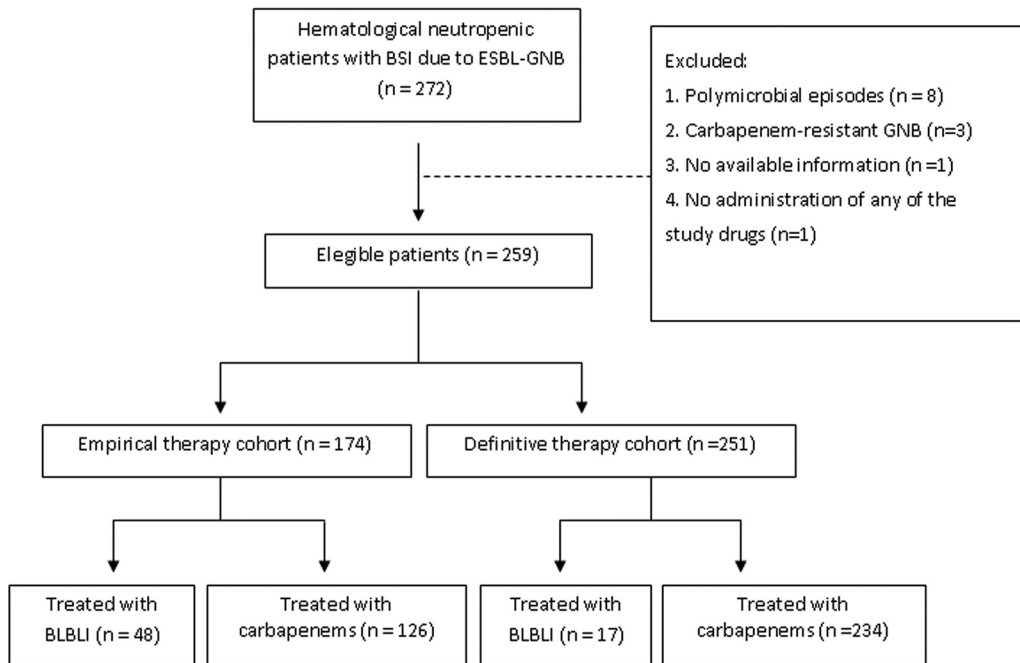 Hematological neutropenic
patients with BSI due to ESBL-GNB
(n = 272)
Excluded:
1. Polymicrobial episodes (n = 8)
2. Carbapenem-resistant GNB (n=3)
3. No available information (n =1)
4. No administration of any of the
study drugs (n=1)
Elegible patients (n = 259)
Empirical therapy cohort (n = 174)
Definitive therapy cohort (n =251)
Treated with
BLBLI (n = 48)
Treated with
carbapenems (n = 126)
Treated with
BLBLI (n = 17)
Treated with
carbapenems (n =234)